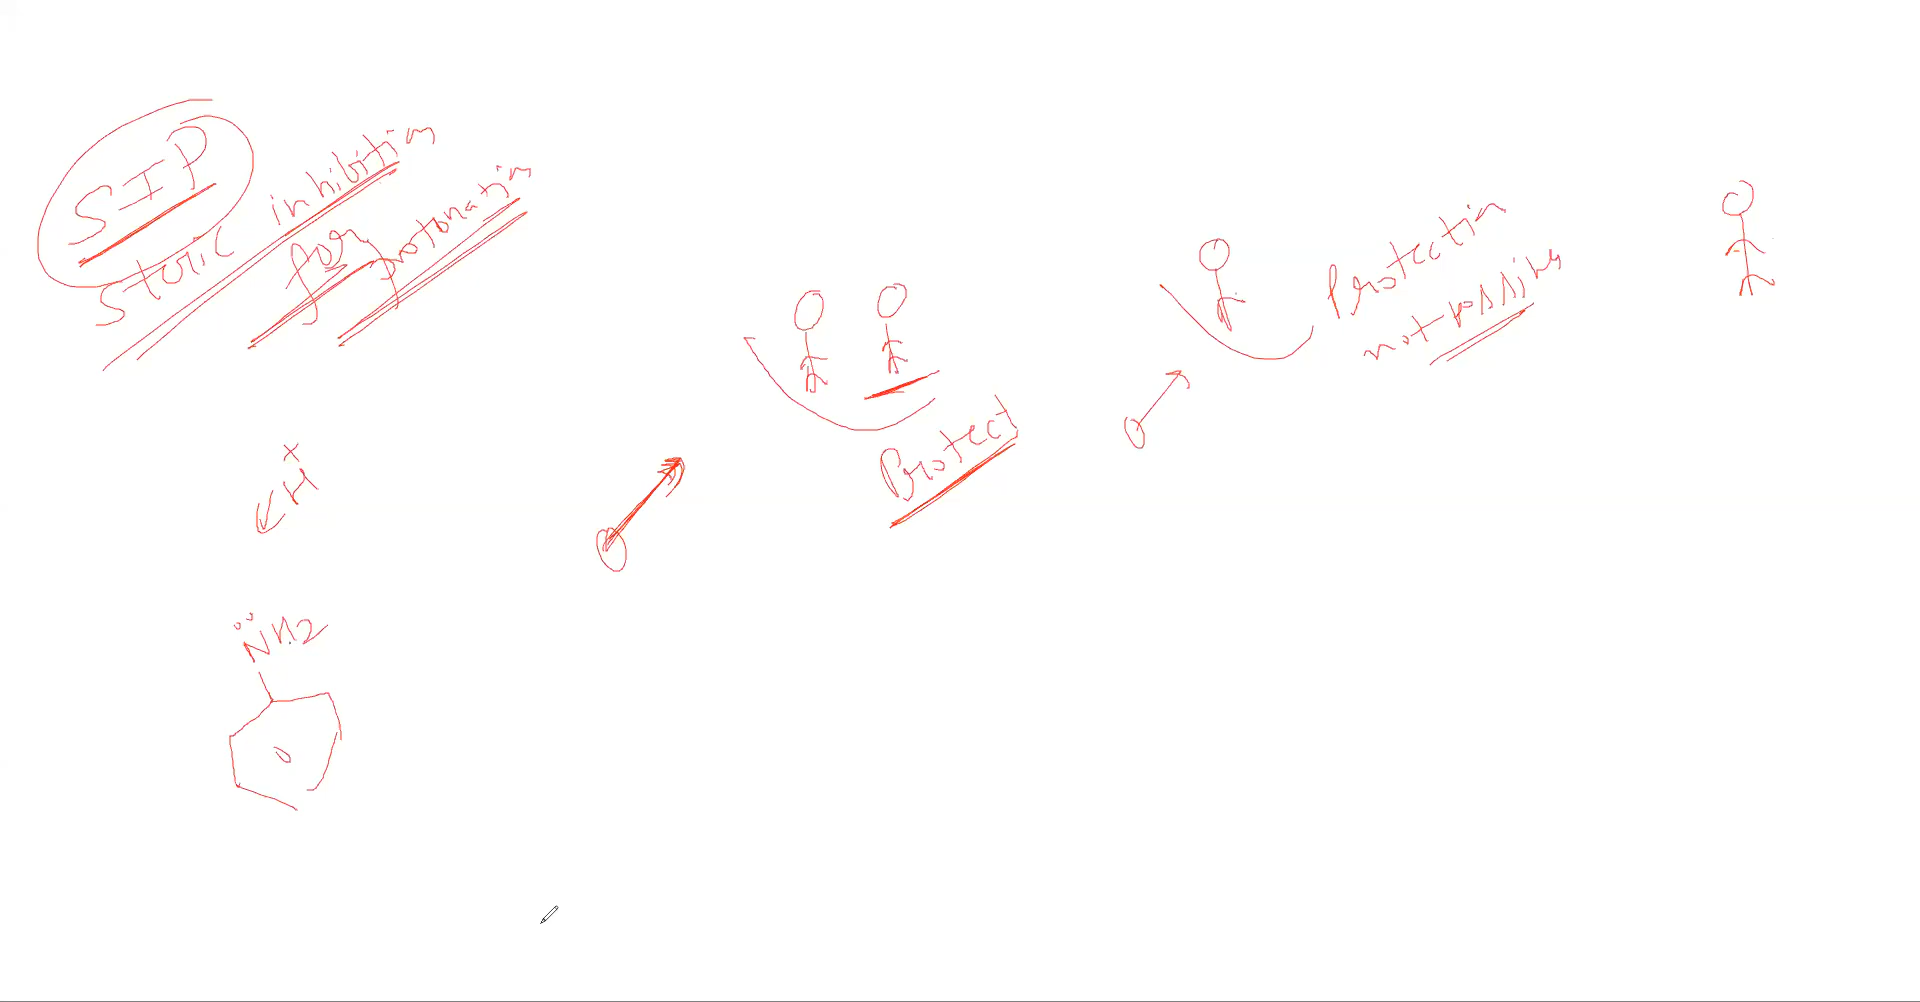 SIP
Steric inhibition
for protonation
Protection
not possible
Protect
H+
NH2